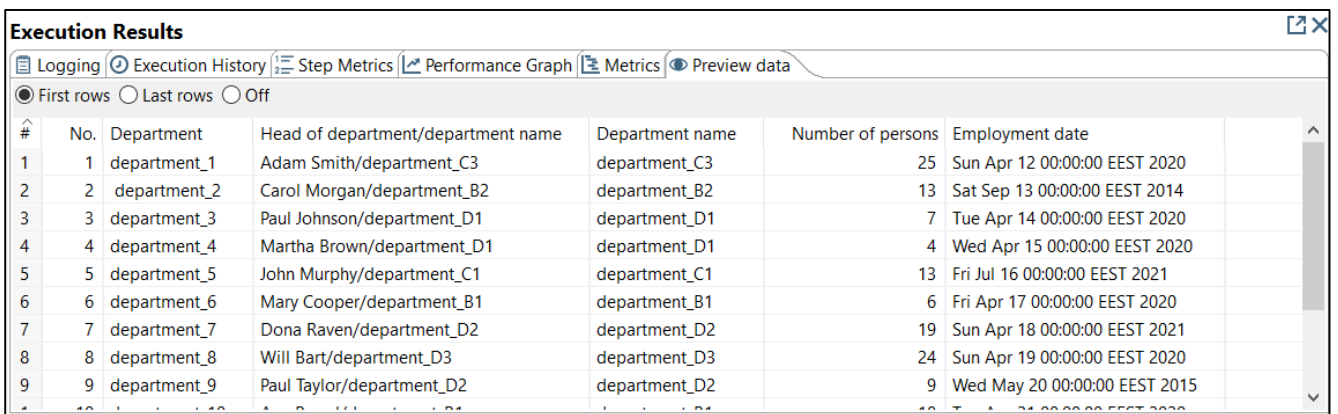 Execution Results
Logging Execution History Step Metrics Performance Graph Metrics Preview data
First rows Last rows Off
# No. Department Head of department/department name Department name Number of persons Employment date
1 1 department_1 Adam Smith/department_C3 department_C3 25 Sun Apr 12 00:00:00 EEST 2020
2 2 department_2 Carol Morgan/department_B2 department_B2 13 Sat Sep 13 00:00:00 EEST 2014
3 3 department_3 Paul Johnson/department_D1 department_D1 7 Tue Apr 14 00:00:00 EEST 2020
4 4 department_4 Martha Brown/department_D1 department_D1 4 Wed Apr 15 00:00:00 EEST 2020
5 5 department_5 John Murphy/department_C1 department_C1 13 Fri Jul 16 00:00:00 EEST 2021
6 6 department_6 Mary Cooper/department_B1 department_B1 6 Fri Apr 17 00:00:00 EEST 2020
7 7 department_7 Dona Raven/department_D2 department_D2 19 Sun Apr 18 00:00:00 EEST 2021
8 8 department_8 Will Bart/department_D3 department_D3 24 Sun Apr 19 00:00:00 EEST 2020
9 9 department_9 Paul Taylor/department_D2 department_D2 9 Wed May 20 00:00:00 EEST 2015